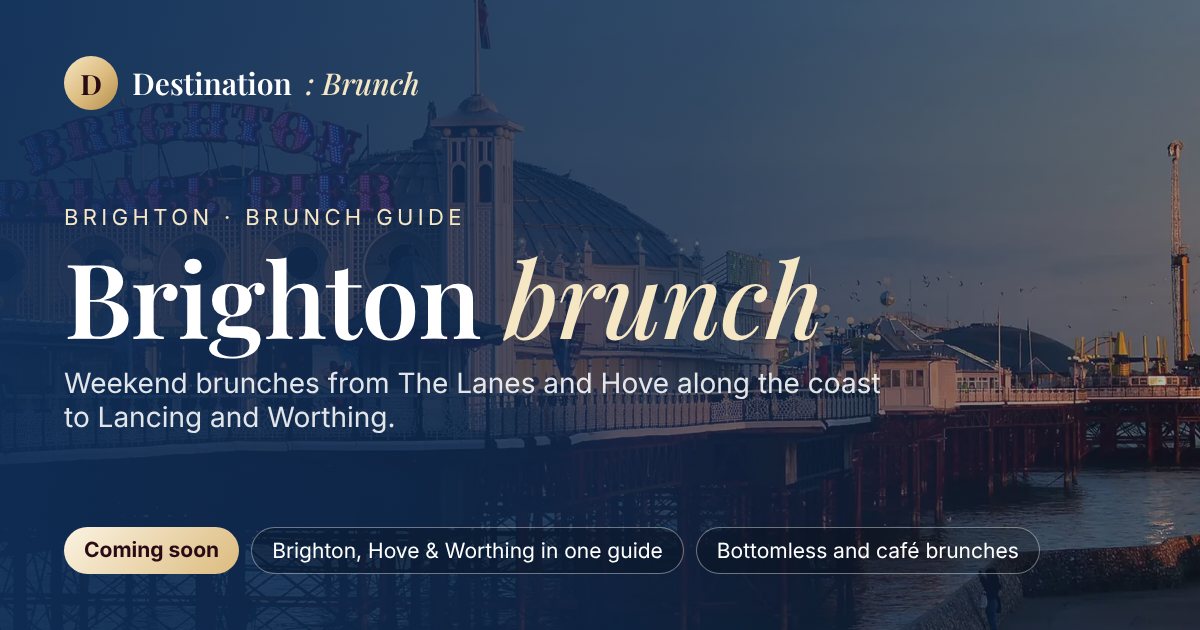 D Destination : Brunch
BRIGHTON
PALACE PIER
BRIGHTON · BRUNCH GUIDE
Brighton brunch
Weekend brunches from The Lanes and Hove along the coast
to Lancing and Worthing.
Coming soon
Brighton, Hove & Worthing in one guide
Bottomless and café brunches